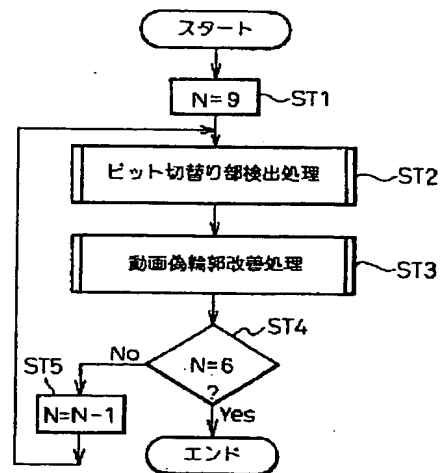 スタート
N=9
ST1
ビット切替り部検出処理
ST2
動画偽輪郭改善処理
ST3
ST4
N=6
?
No
Yes
ST5
N=N-1
エンド